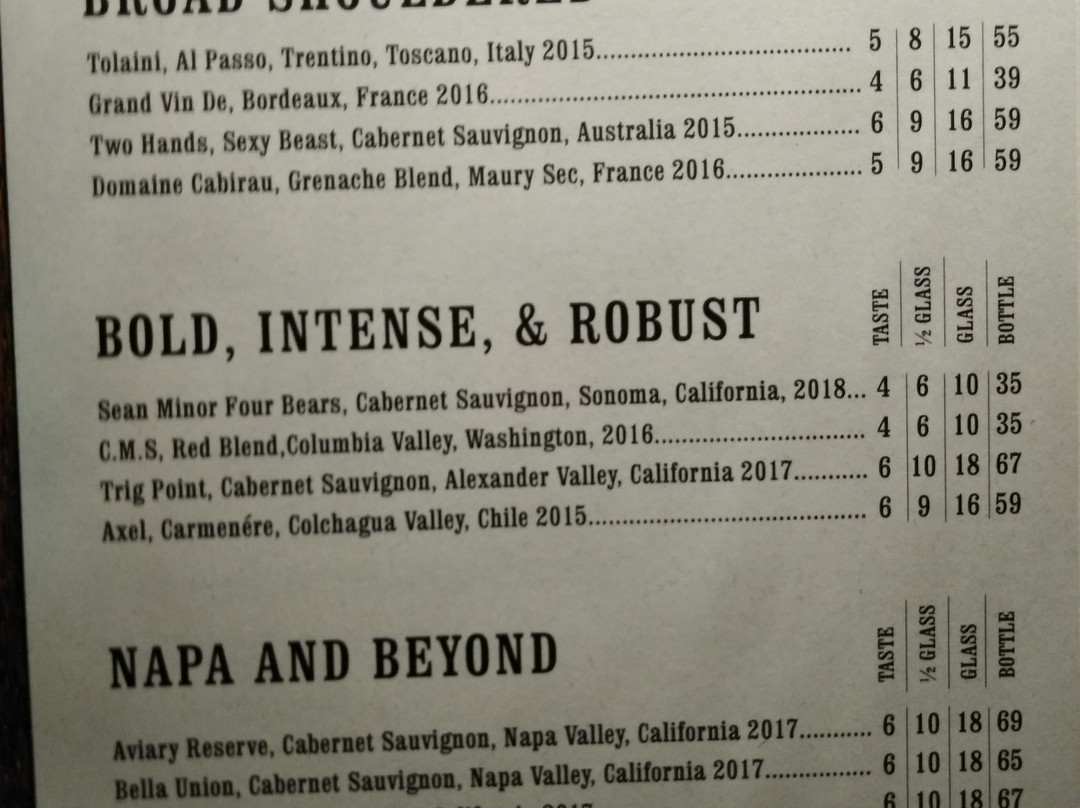 BROAD SHOULDERED
Tolaini, Al Passo, Trentino, Toscano, Italy 2015................................ 5 8 15 55
Grand Vin De, Bordeaux, France 2016.............................................. 4 6 11 39
Two Hands, Sexy Beast, Cabernet Sauvignon, Australia 2015............... 6 9 16 59
Domaine Cabirau, Grenache Blend, Maury Sec, France 2016................. 5 9 16 59
BOLD, INTENSE, & ROBUST TASTE ½ GLASS GLASS BOTTLE
Sean Minor Four Bears, Cabernet Sauvignon, Sonoma, California, 2018... 4 6 10 35
C.M.S, Red Blend,Columbia Valley, Washington, 2016........................... 4 6 10 35
Trig Point, Cabernet Sauvignon, Alexander Valley, California 2017......... 6 10 18 67
Axel, Carmenére, Colchagua Valley, Chile 2015................................... 6 9 16 59
NAPA AND BEYOND TASTE ½ GLASS GLASS BOTTLE
Aviary Reserve, Cabernet Sauvignon, Napa Valley, California 2017......... 6 10 18 69
Bella Union, Cabernet Sauvignon, Napa Valley, California 2017.............. 6 10 18 65
2017 6 10 18 67